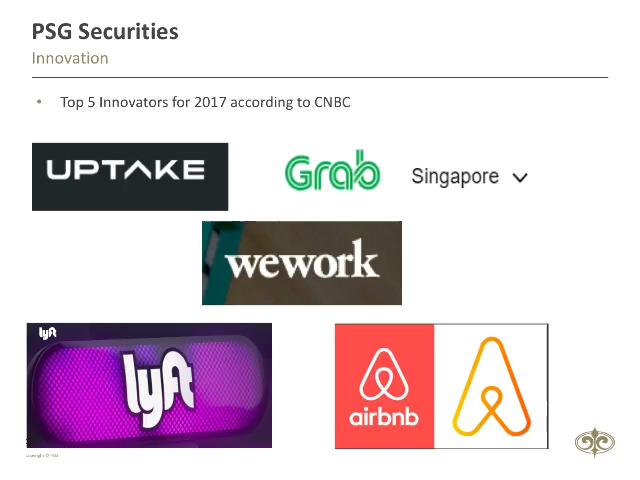 PSG Securities
Innovation
• Top 5 Innovators for 2017 according to CNBC
UPTAKE
Grab Singapore
wework
lyft
lyft
airbnb